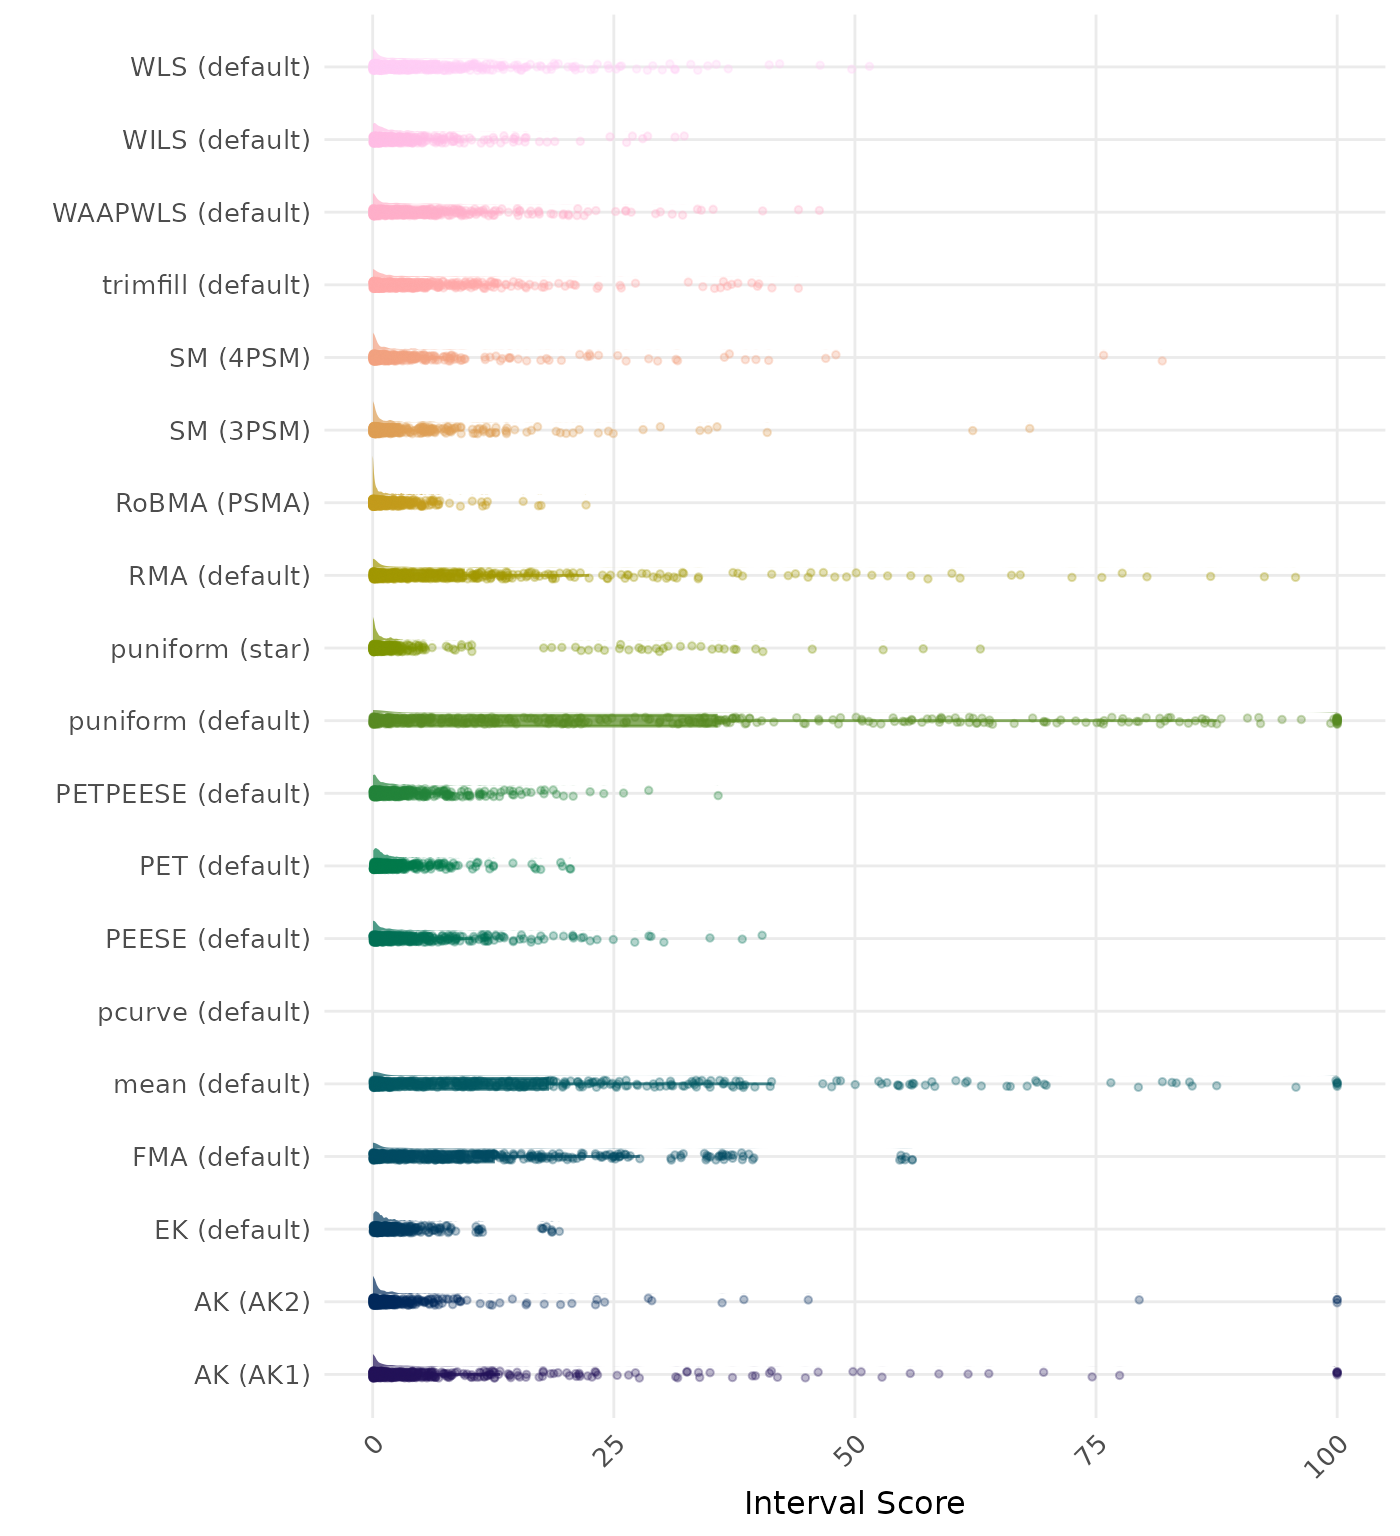 WLS (default)
WILS (default)
WAAPWLS (default)
trimfill (default)
SM (4PSM)
SM (3PSM)
RoBMA (PSMA)
RMA (default)
puniform (star)
puniform (default)
PETPEESE (default)
PET (default)
PEESE (default)
pcurve (default)
mean (default)
FMA (default)
EK (default)
AK (AK2)
AK (AK1)
0
25
50
75
100
Interval Score